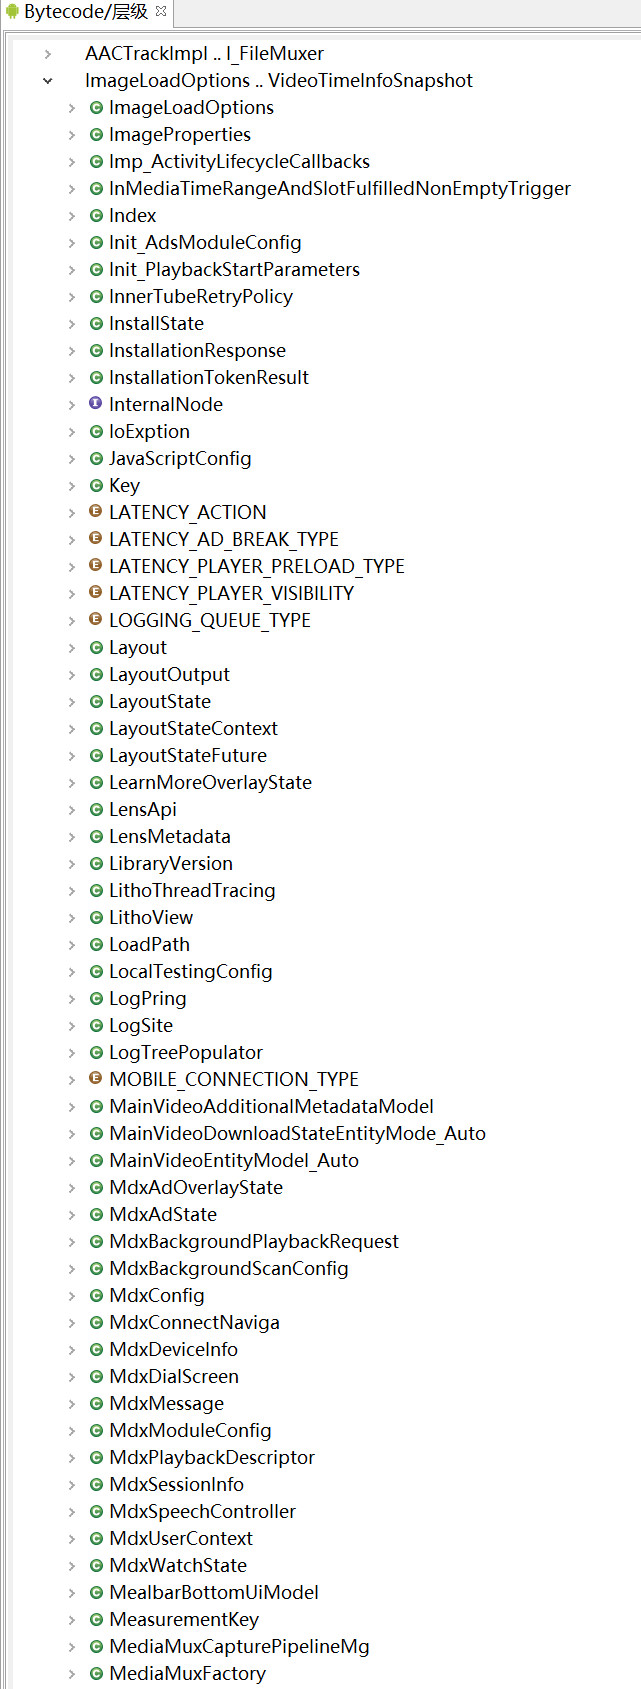 Bytecode/层级
AACTrackImpl .. I_FileMuxer
ImageLoadOptions .. VideoTimeInfoSnapshot
ImageLoadOptions
ImageProperties
Imp_ActivityLifecycleCallbacks
InMediaTimeRangeAndSlotFulfilledNonEmptyTrigger
Index
Init_AdsModuleConfig
Init_PlaybackStartParameters
InnerTubeRetryPolicy
InstallState
InstallationResponse
InstallationTokenResult
InternalNode
IoExption
JavaScriptConfig
Key
LATENCY_ACTION
LATENCY_AD_BREAK_TYPE
LATENCY_PLAYER_PRELOAD_TYPE
LATENCY_PLAYER_VISIBILITY
LOGGING_QUEUE_TYPE
Layout
LayoutOutput
LayoutState
LayoutStateContext
LayoutStateFuture
LearnMoreOverlayState
LensApi
LensMetadata
LibraryVersion
LithoThreadTracing
LithoView
LoadPath
LocalTestingConfig
LogPring
LogSite
LogTreePopulator
MOBILE_CONNECTION_TYPE
MainVideoAdditionalMetadataModel
MainVideoDownloadStateEntityMode_Auto
MainVideoEntityModel_Auto
MdxAdOverlayState
MdxAdState
MdxBackgroundPlaybackRequest
MdxBackgroundScanConfig
MdxConfig
MdxConnectNaviga
MdxDeviceInfo
MdxDialScreen
MdxMessage
MdxModuleConfig
MdxPlaybackDescriptor
MdxSessionInfo
MdxSpeechController
MdxUserContext
MdxWatchState
MealbarBottomUiModel
MeasurementKey
MediaMuxCapturePipelineMg
MediaMuxFactory